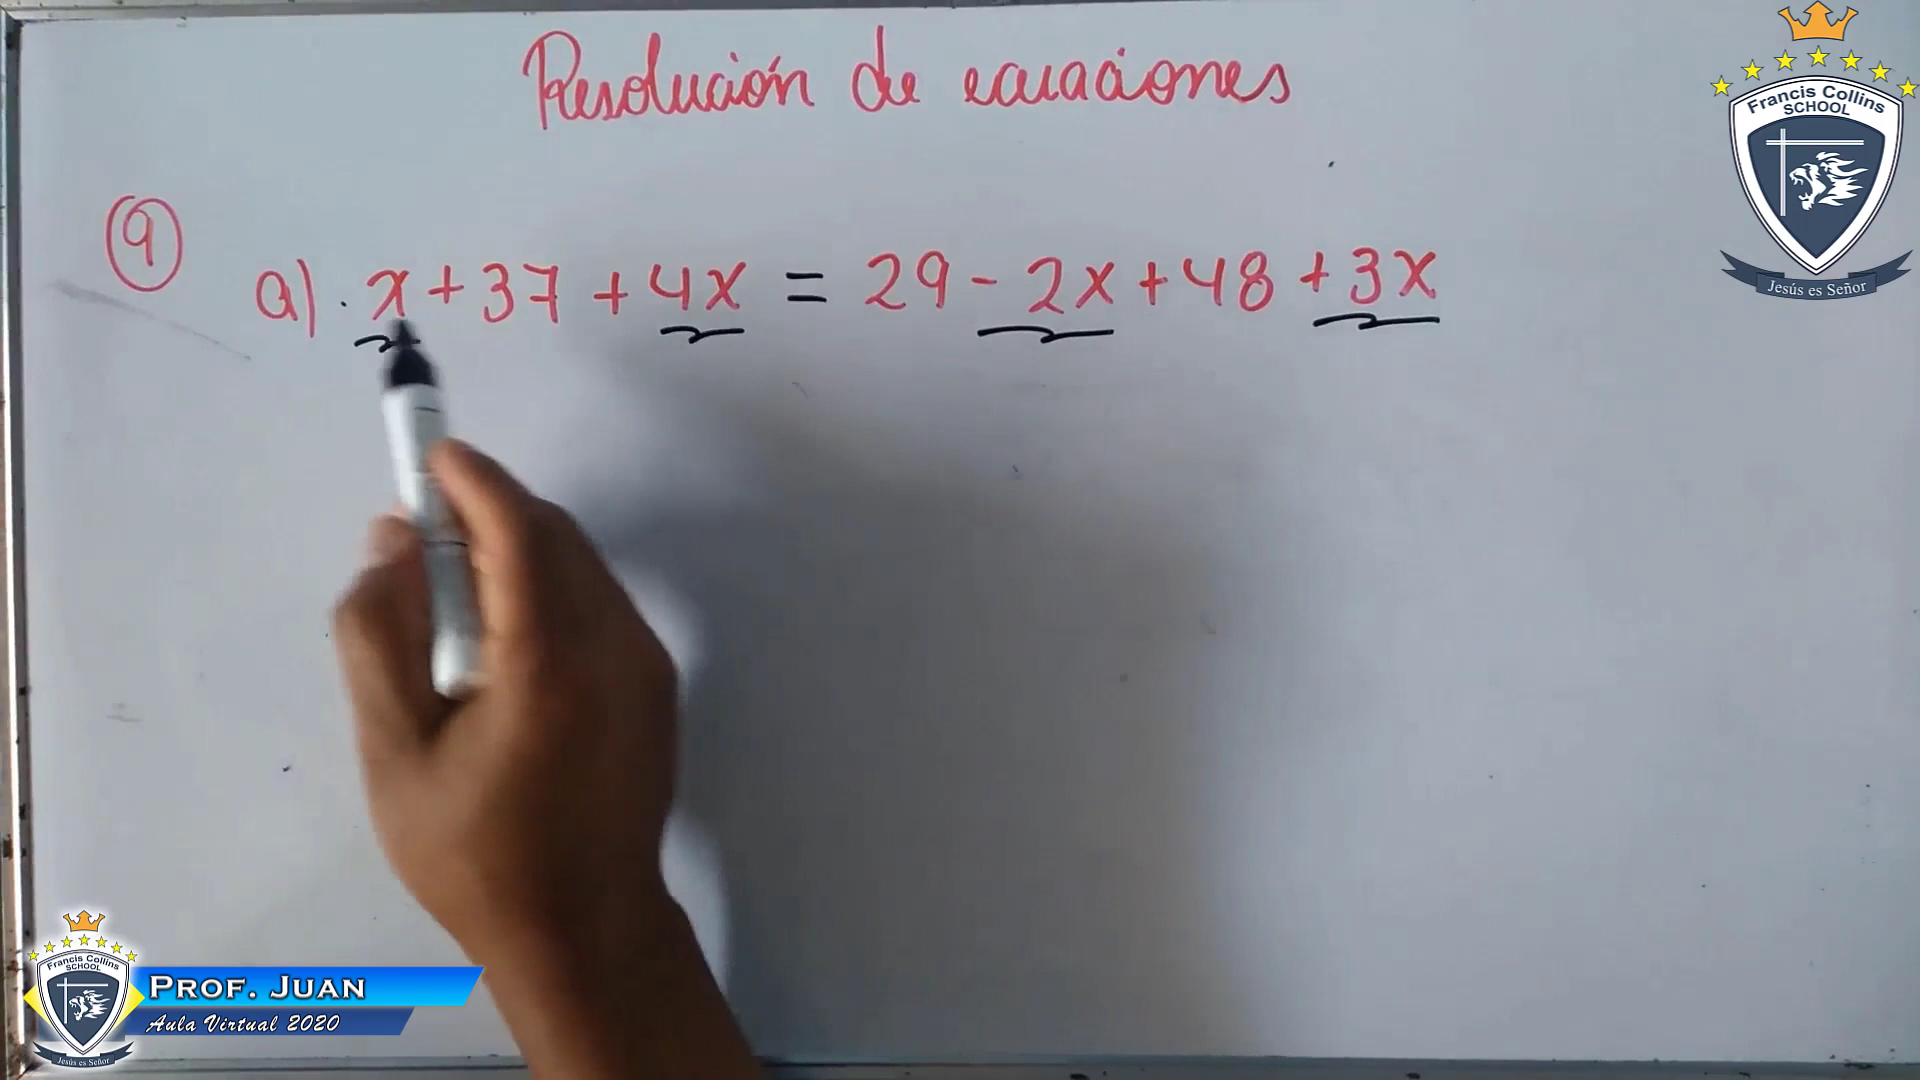 Resolución de ecuaciones
9
a) x + 37 + 4x = 29 - 2x + 48 + 3x
Francis Collins
SCHOOL
Jesús es Señor
Francis Collins
SCHOOL
Jesús es Señor
PROF. JUAN
Aula Virtual 2020